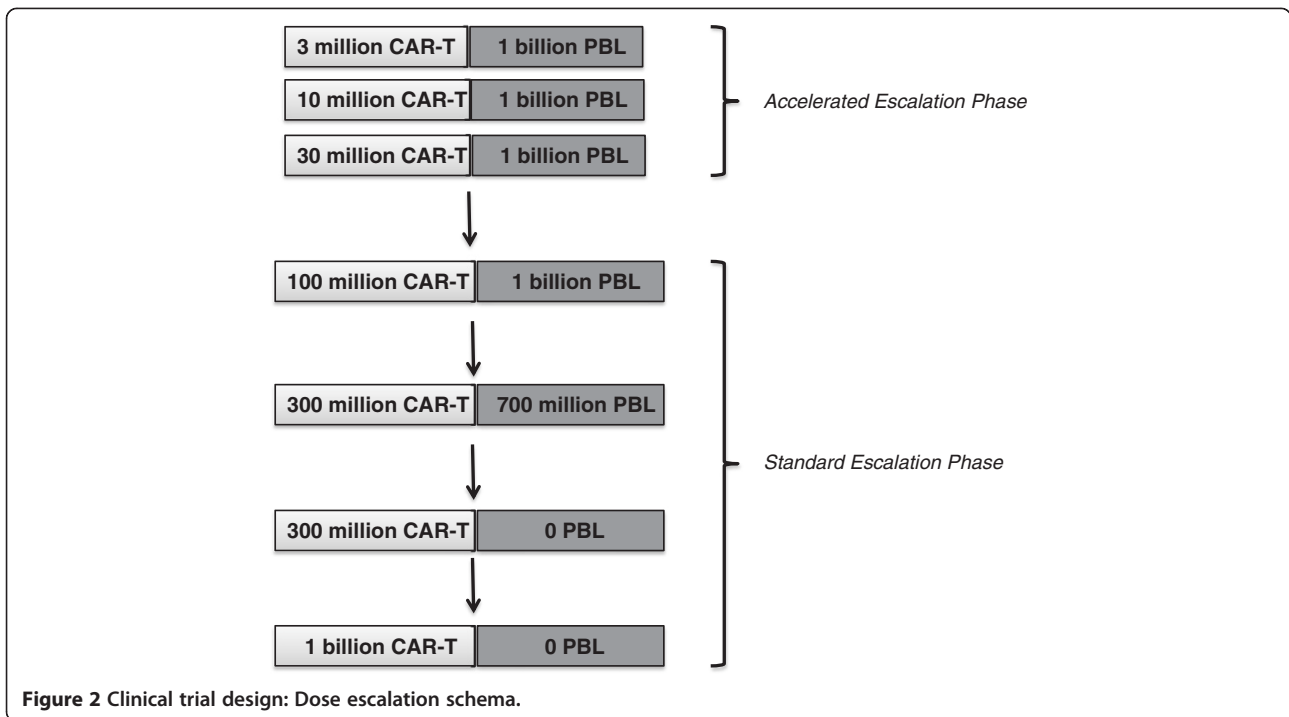 3 million CAR-T 1 billion PBL
10 million CAR-T 1 billion PBL
Accelerated Escalation Phase
30 million CAR-T 1 billion PBL
100 million CAR-T 1 billion PBL
300 million CAR-T 700 million PBL
Standard Escalation Phase
300 million CAR-T 0 PBL
1 billion CAR-T 0 PBL
Figure 2 Clinical trial design: Dose escalation schema.